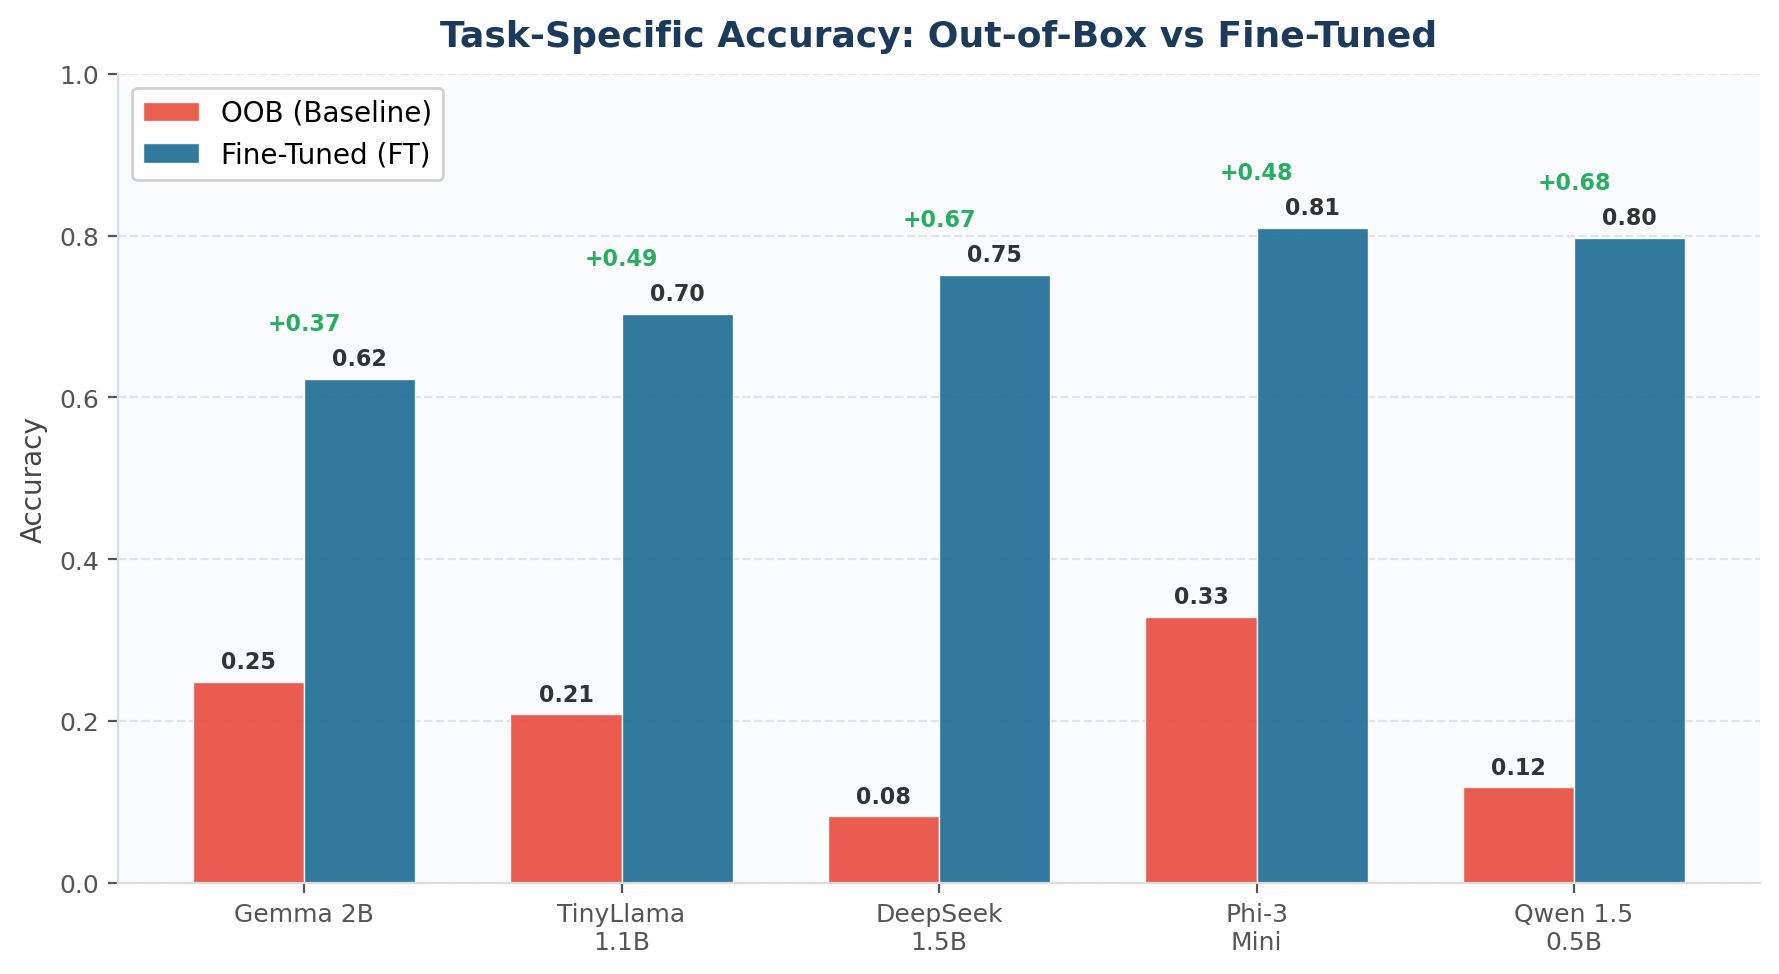 Task-Specific Accuracy: Out-of-Box vs Fine-Tuned
OOB (Baseline)
Fine-Tuned (FT)
Accuracy
1.0
0.8
0.6
0.4
0.2
0.0
+0.37
0.62
0.25
+0.49
0.70
0.21
+0.67
0.75
0.08
+0.48
0.81
0.33
+0.68
0.80
0.12
Gemma 2B
TinyLlama
1.1B
DeepSeek
1.5B
Phi-3
Mini
Qwen 1.5
0.5B